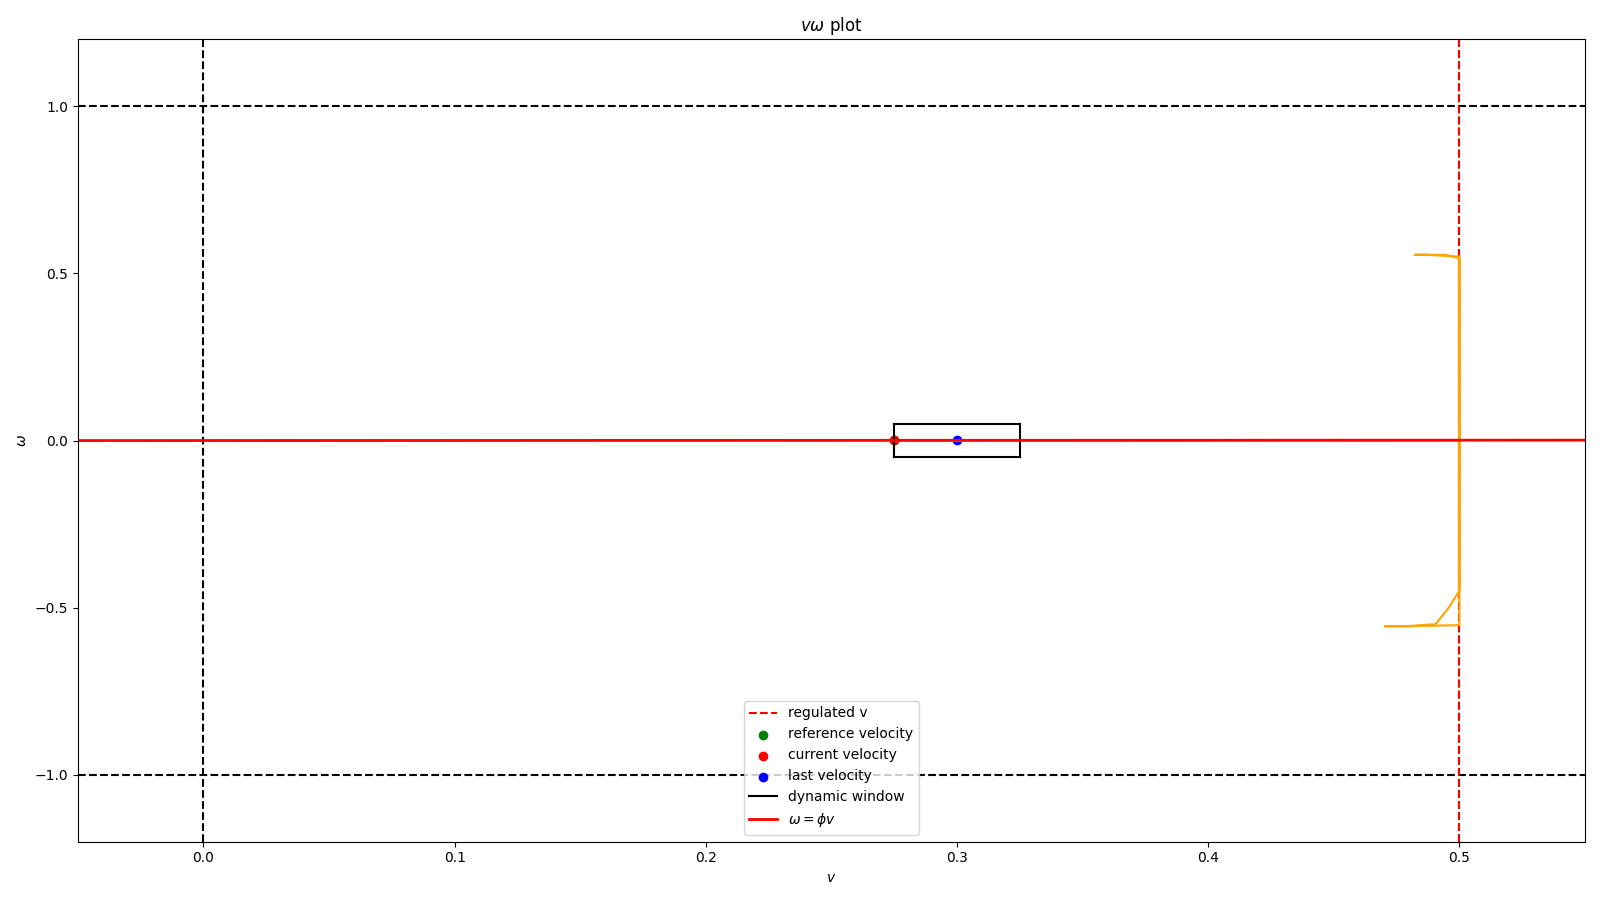 vω plot
1.0
0.5
0.0
−0.5
−1.0
ω
0.0 0.1 0.2 0.3 0.4 0.5
v
regulated v
reference velocity
current velocity
last velocity
dynamic window
ω = ϕv